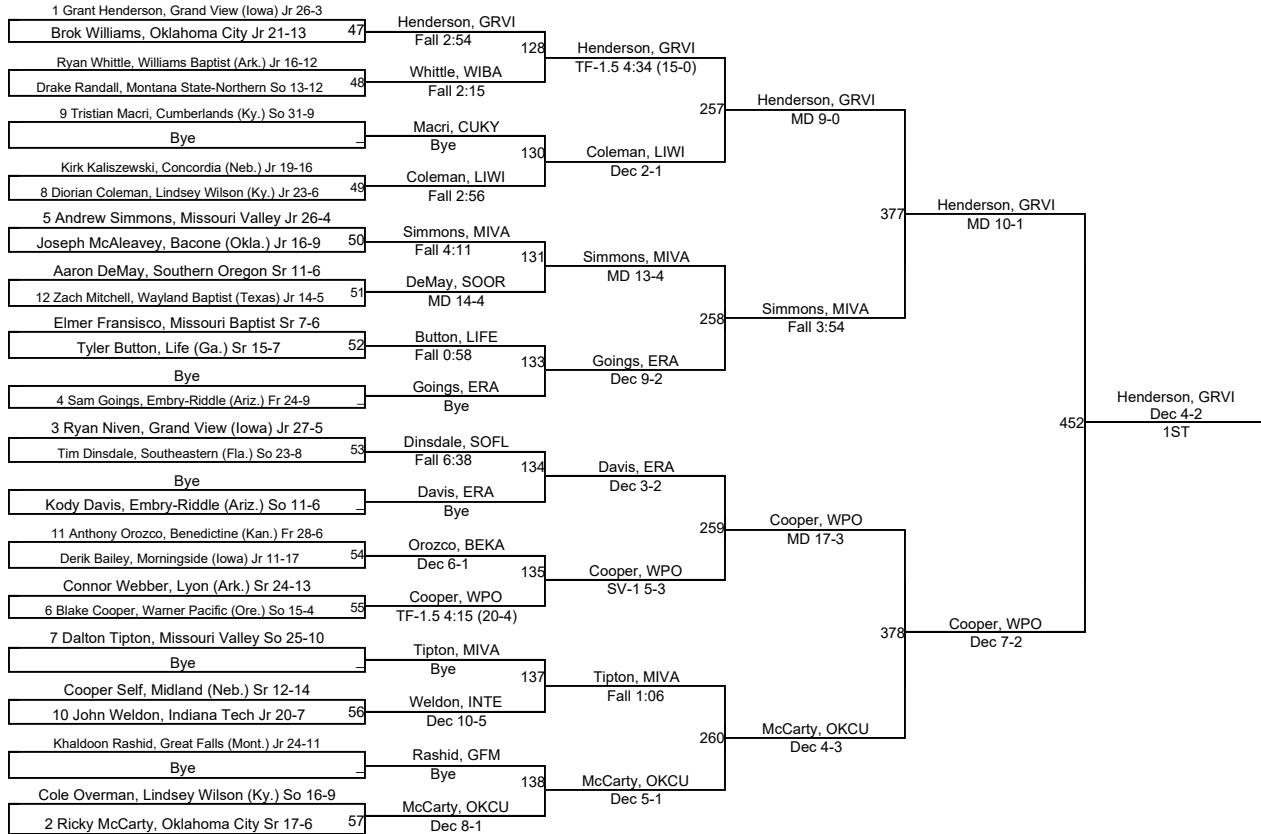 1 Grant Henderson, Grand View (Iowa) Jr 26-3
Brok Williams, Oklahoma City Jr 21-13
47
Ryan Whittle, Williams Baptist (Ark.) Jr 16-12
Drake Randall, Montana State-Northern So 13-12
48
9 Tristian Macri, Cumberlands (Ky.) So 31-9
Bye
_
Kirk Kaliszewski, Concordia (Neb.) Jr 19-16
8 Diorian Coleman, Lindsey Wilson (Ky.) Jr 23-6
49
5 Andrew Simmons, Missouri Valley Jr 26-4
Joseph McAleavey, Bacone (Okla.) Jr 16-9
50
Aaron DeMay, Southern Oregon Sr 11-6
12 Zach Mitchell, Wayland Baptist (Texas) Jr 14-5
51
Elmer Fransisco, Missouri Baptist Sr 7-6
Tyler Button, Life (Ga.) Sr 15-7
52
Bye
4 Sam Goings, Embry-Riddle (Ariz.) Fr 24-9
_
3 Ryan Niven, Grand View (Iowa) Jr 27-5
Tim Dinsdale, Southeastern (Fla.) So 23-8
53
Bye
Kody Davis, Embry-Riddle (Ariz.) So 11-6
_
11 Anthony Orozco, Benedictine (Kan.) Fr 28-6
Derik Bailey, Morningside (Iowa) Jr 11-17
54
Connor Webber, Lyon (Ark.) Sr 24-13
6 Blake Cooper, Warner Pacific (Ore.) So 15-4
55
7 Dalton Tipton, Missouri Valley So 25-10
Bye
_
Cooper Self, Midland (Neb.) Sr 12-14
10 John Weldon, Indiana Tech Jr 20-7
56
Khaldoon Rashid, Great Falls (Mont.) Jr 24-11
Bye
_
Cole Overman, Lindsey Wilson (Ky.) So 16-9
2 Ricky McCarty, Oklahoma City Sr 17-6
57
Henderson, GRVI
Fall 2:54
128
Whittle, WIBA
Fall 2:15
Macri, CUKY
Bye
130
Coleman, LIWI
Fall 2:56
Simmons, MIVA
Fall 4:11
131
DeMay, SOOR
MD 14-4
Button, LIFE
Fall 0:58
133
Goings, ERA
Bye
Dinsdale, SOFL
Fall 6:38
134
Davis, ERA
Bye
Orozco, BEKA
Dec 6-1
135
Cooper, WPO
TF-1.5 4:15 (20-4)
Tipton, MIVA
Bye
137
Weldon, INTE
Dec 10-5
Rashid, GFM
Bye
138
McCarty, OKCU
Dec 8-1
Henderson, GRVI
TF-1.5 4:34 (15-0)
257
Coleman, LIWI
Dec 2-1
Simmons, MIVA
MD 13-4
258
Goings, ERA
Dec 9-2
Davis, ERA
Dec 3-2
259
Cooper, WPO
SV-1 5-3
Tipton, MIVA
Fall 1:06
260
McCarty, OKCU
Dec 5-1
Henderson, GRVI
MD 9-0
377
Simmons, MIVA
Fall 3:54
Cooper, WPO
MD 17-3
378
McCarty, OKCU
Dec 4-3
Henderson, GRVI
MD 10-1
452
Cooper, WPO
Dec 7-2
Henderson, GRVI
Dec 4-2
1ST